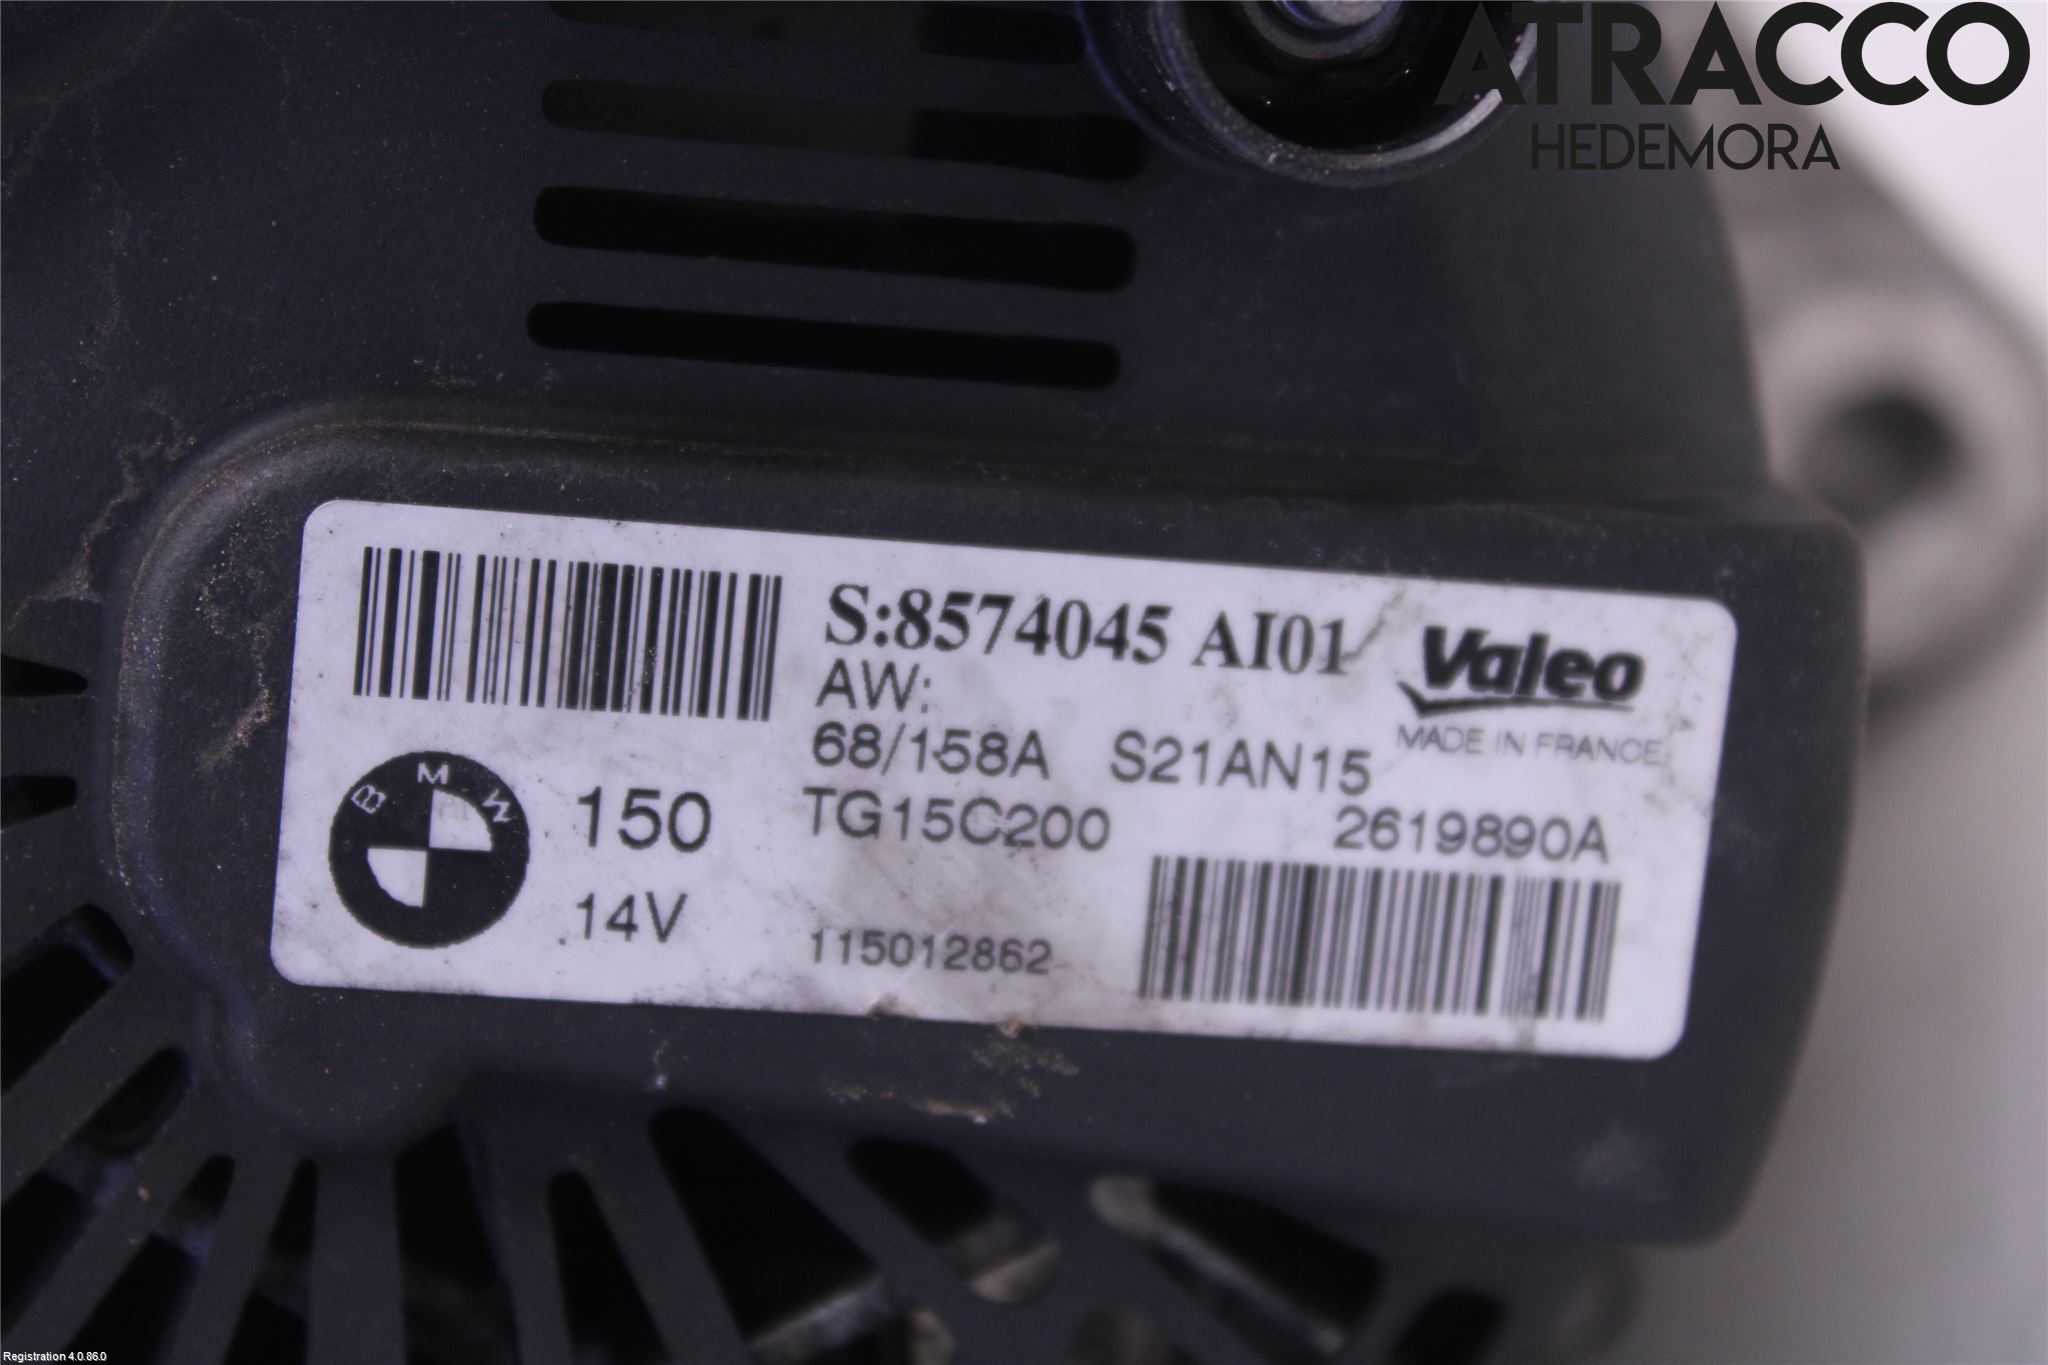 ATRACCO
HEDEMORA
S:8574045 AI01
Valeo
AW:
MADE IN FRANCE
68/158A S21AN15
BMW
150
TG15C200
2619890A
14V
115012862
Registration 4.0.86.0